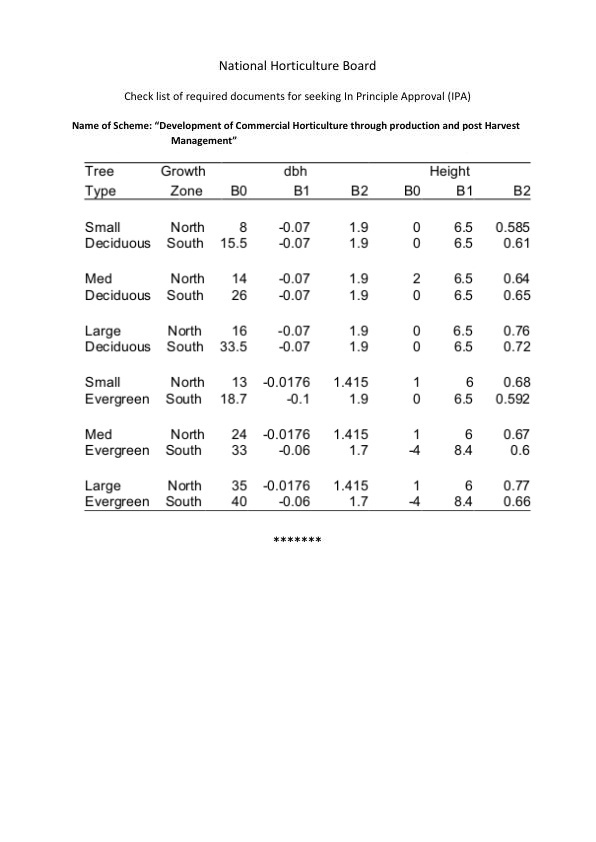 National Horticulture Board
Check list of required documents for seeking In Principle Approval (IPA)
Name of Scheme: “Development of Commercial Horticulture through production and post Harvest
Management”
Tree Growth dbh Height
Type Zone B0 B1 B2 B0 B1 B2
Small North 8 -0.07 1.9 0 6.5 0.585
Deciduous South 15.5 -0.07 1.9 0 6.5 0.61
Med North 14 -0.07 1.9 2 6.5 0.64
Deciduous South 26 -0.07 1.9 0 6.5 0.65
Large North 16 -0.07 1.9 0 6.5 0.76
Deciduous South 33.5 -0.07 1.9 0 6.5 0.72
Small North 13 -0.0176 1.415 1 6 0.68
Evergreen South 18.7 -0.1 1.9 0 6.5 0.592
Med North 24 -0.0176 1.415 1 6 0.67
Evergreen South 33 -0.06 1.7 -4 8.4 0.6
Large North 35 -0.0176 1.415 1 6 0.77
Evergreen South 40 -0.06 1.7 -4 8.4 0.66
*******